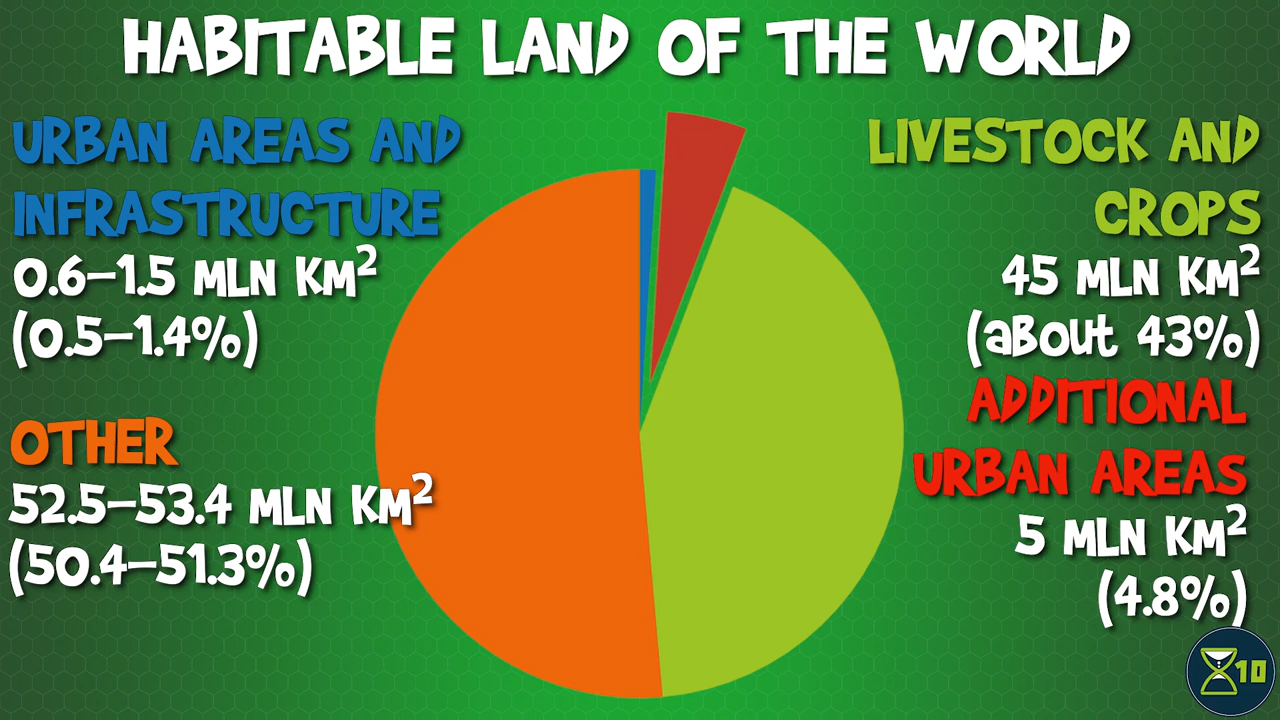 HABITABLE LAND OF THE WORLD
URBAN AREAS AND
INFRASTRUCTURE
0.6–1.5 MLN KM²
(0.5–1.4%)
OTHER
52.5–53.4 MLN KM²
(50.4–51.3%)
LIVESTOCK AND
CROPS
45 MLN KM²
(aBout 43%)
ADDITIONAL
URBAN AREAS
5 MLN KM²
(4.8%)
10